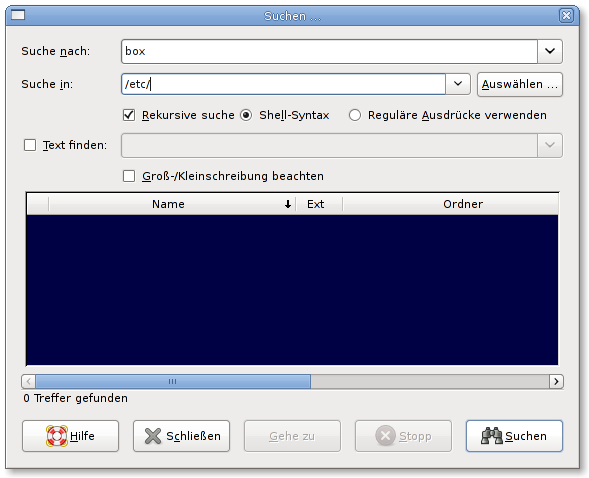 Suchen ...
Suche nach: box
Suche in: /etc/ Auswählen ...
Rekursive suche Shell-Syntax Reguläre Ausdrücke verwenden
Text finden:
Groß-/Kleinschreibung beachten
Name Ext Ordner
0 Treffer gefunden
Hilfe Schließen Gehe zu Stopp Suchen